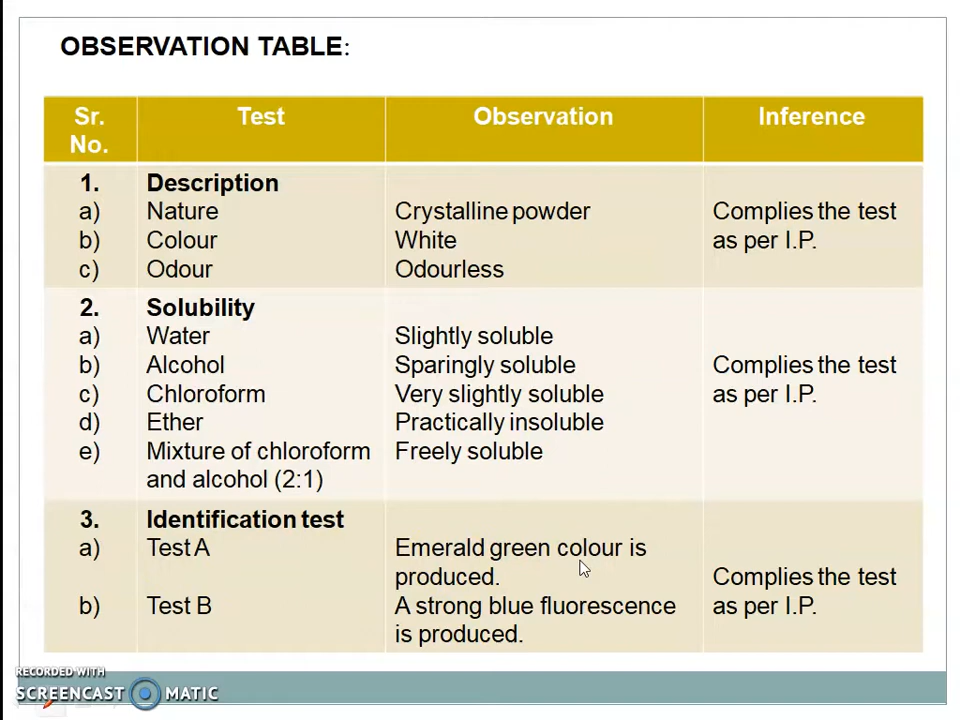 OBSERVATION TABLE:
Sr. No. Test Observation Inference
1. Description
a) Nature Crystalline powder Complies the test
b) Colour White as per I.P.
c) Odour Odourless
2. Solubility
a) Water Slightly soluble
b) Alcohol Sparingly soluble Complies the test
c) Chloroform Very slightly soluble as per I.P.
d) Ether Practically insoluble
e) Mixture of chloroform Freely soluble
and alcohol (2:1)
3. Identification test
a) Test A Emerald green colour is
produced. Complies the test
b) Test B A strong blue fluorescence as per I.P.
is produced.
RECORDED WITH
SCREENCAST MATIC